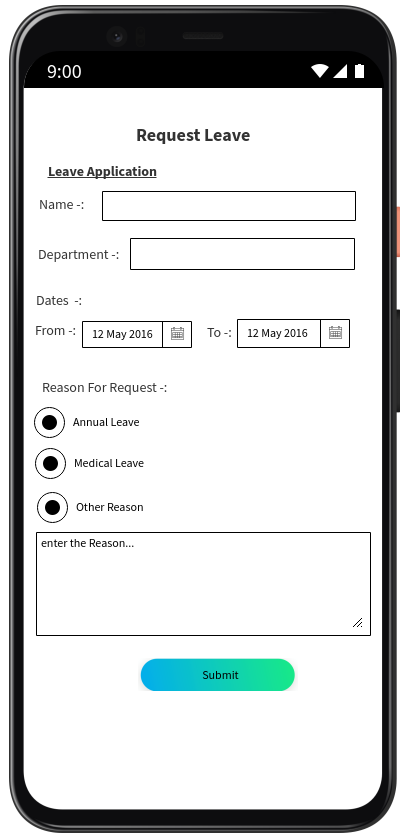 9:00
Request Leave
Leave Application
Name -:
Department -:
Dates  -:
From -: 12 May 2016 To -: 12 May 2016
Reason For Request -:
Annual Leave
Medical Leave
Other Reason
enter the Reason...
Submit